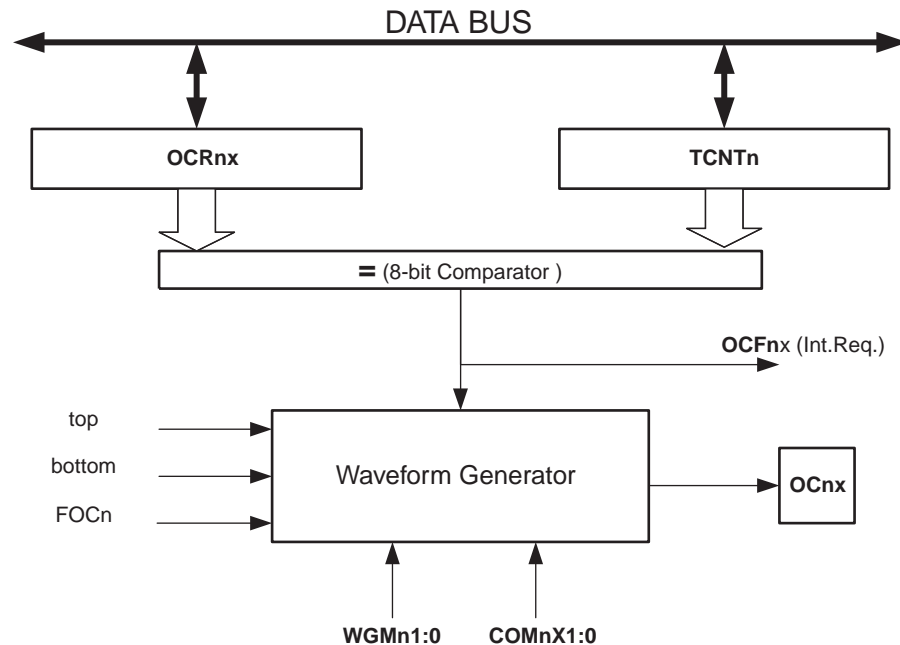 DATA BUS
OCRnx
TCNTn
= (8-bit Comparator )
OCFnx (Int.Req.)
top
bottom
FOCn
Waveform Generator
OCnx
WGMn1:0
COMnX1:0